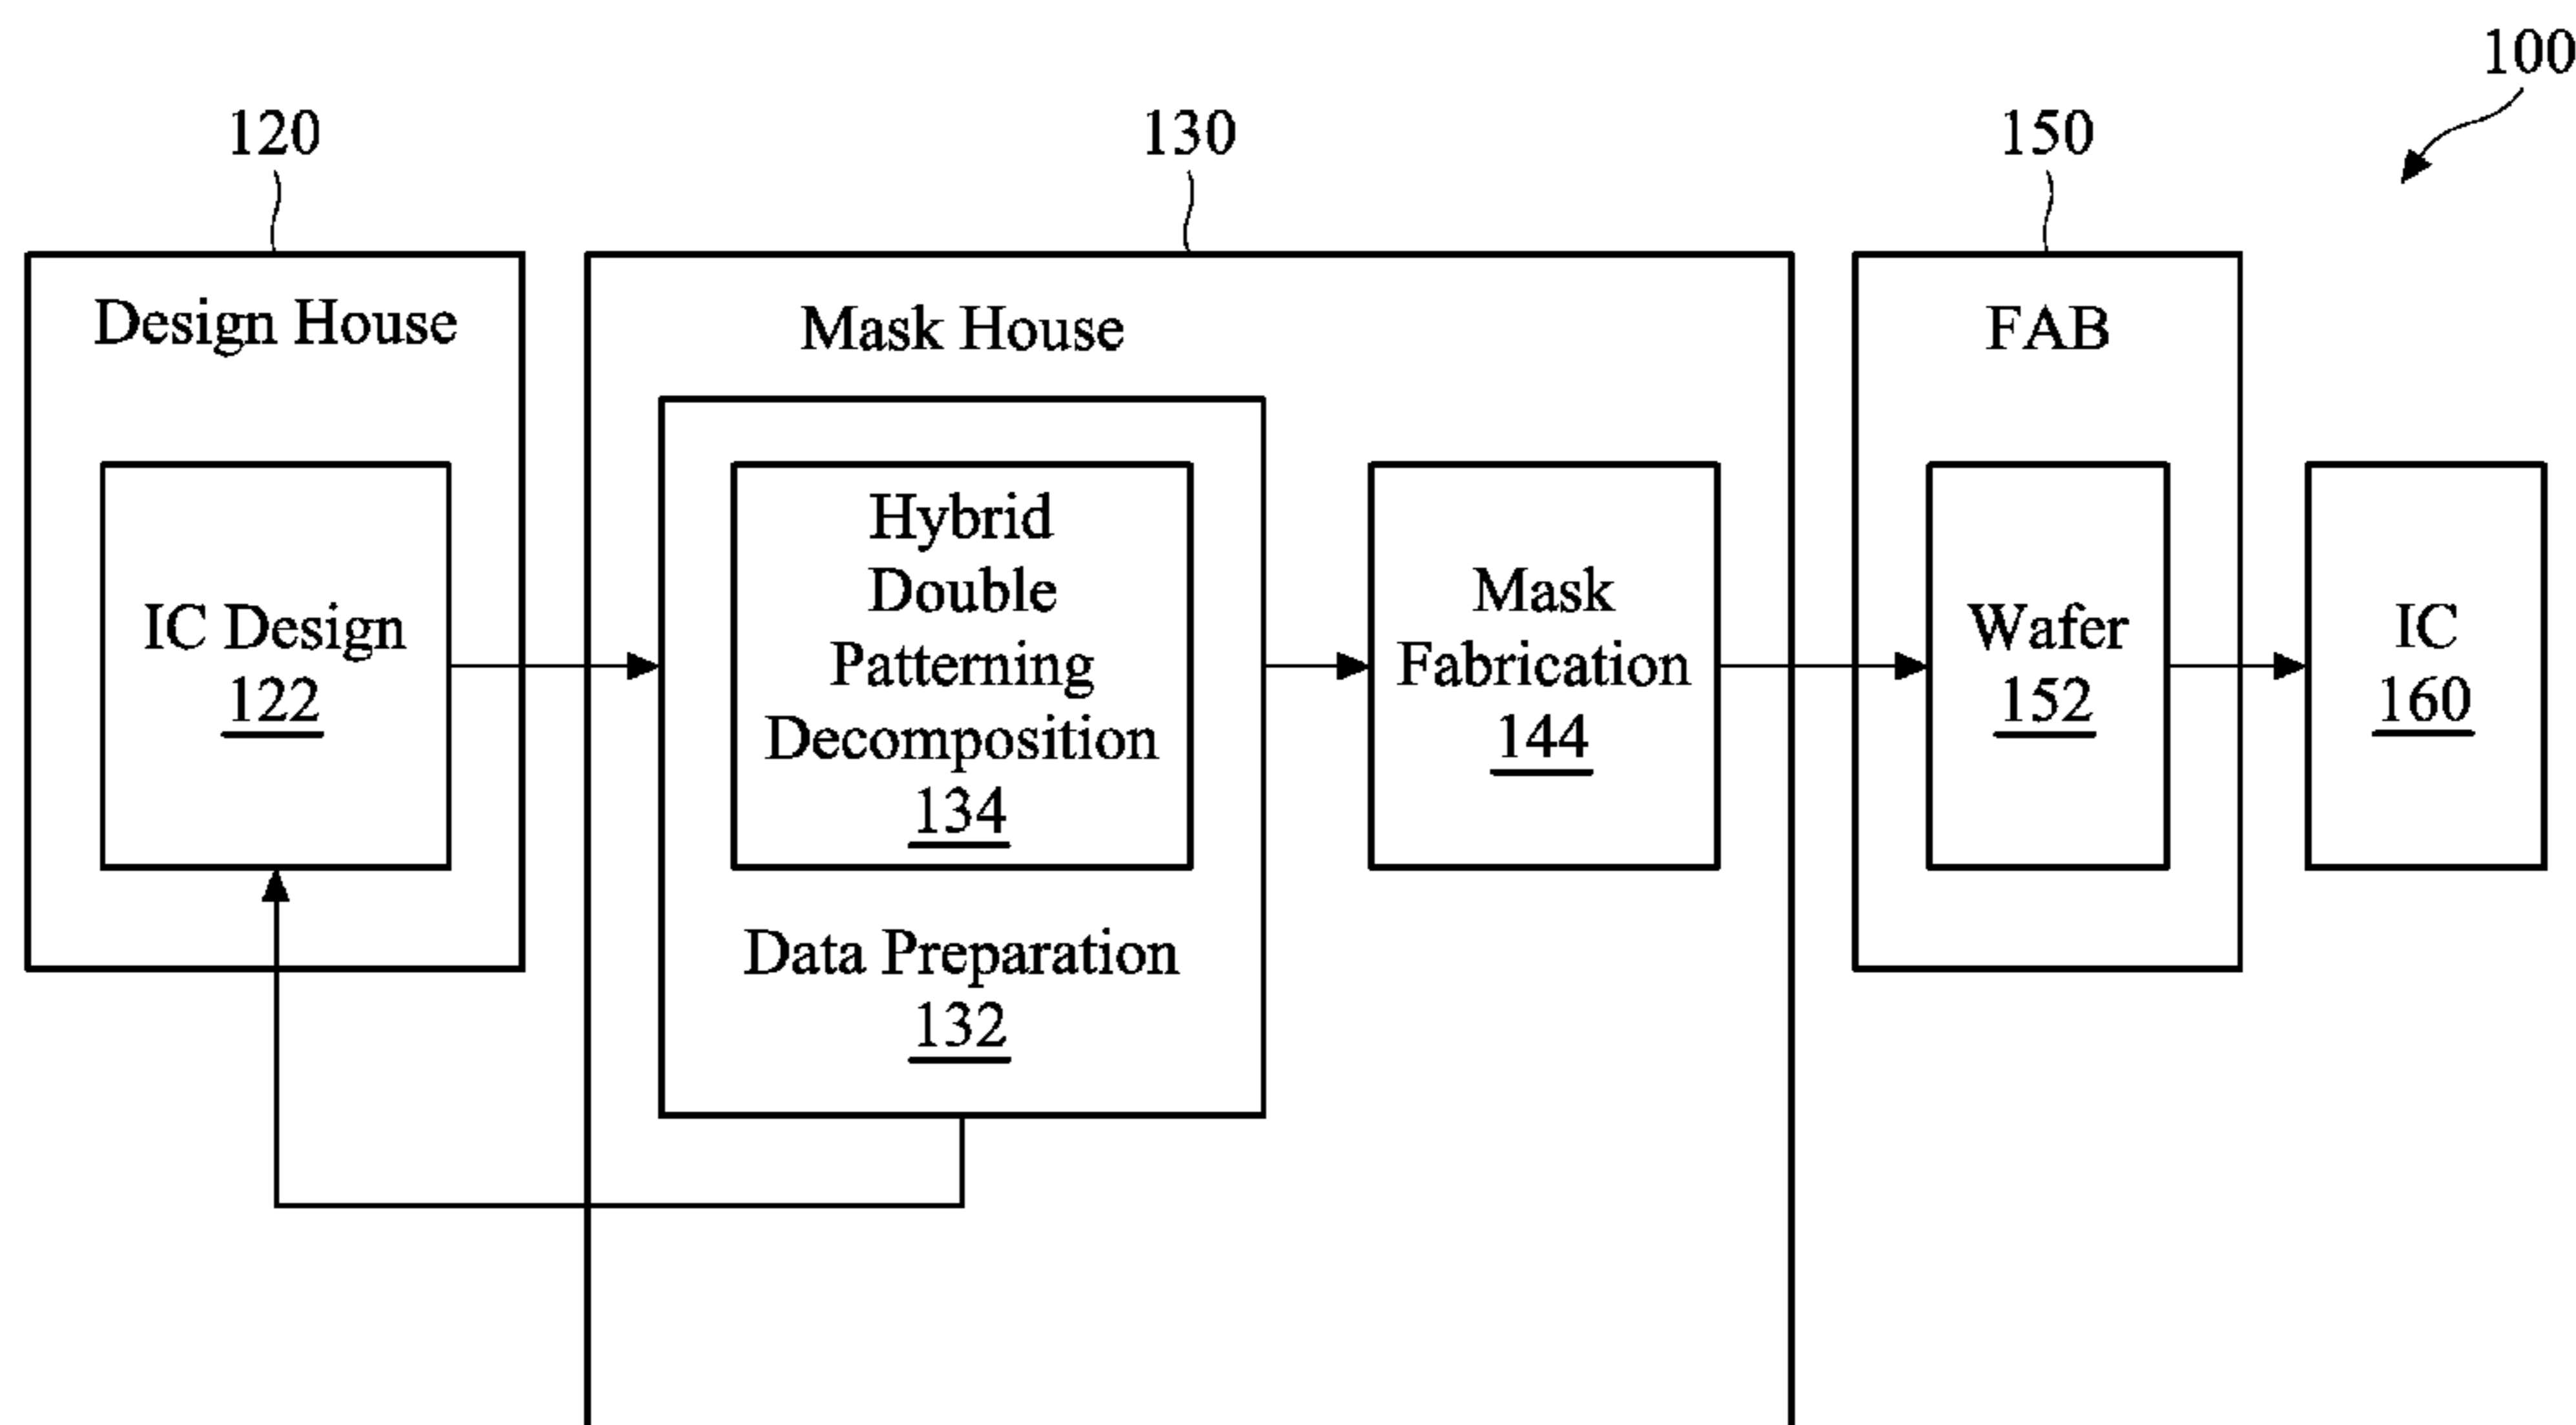 100
120
130
150
Design House
Mask House
FAB
IC Design
122
Hybrid
Double
Patterning
Decomposition
134
Data Preparation
132
Mask
Fabrication
144
Wafer
152
IC
160